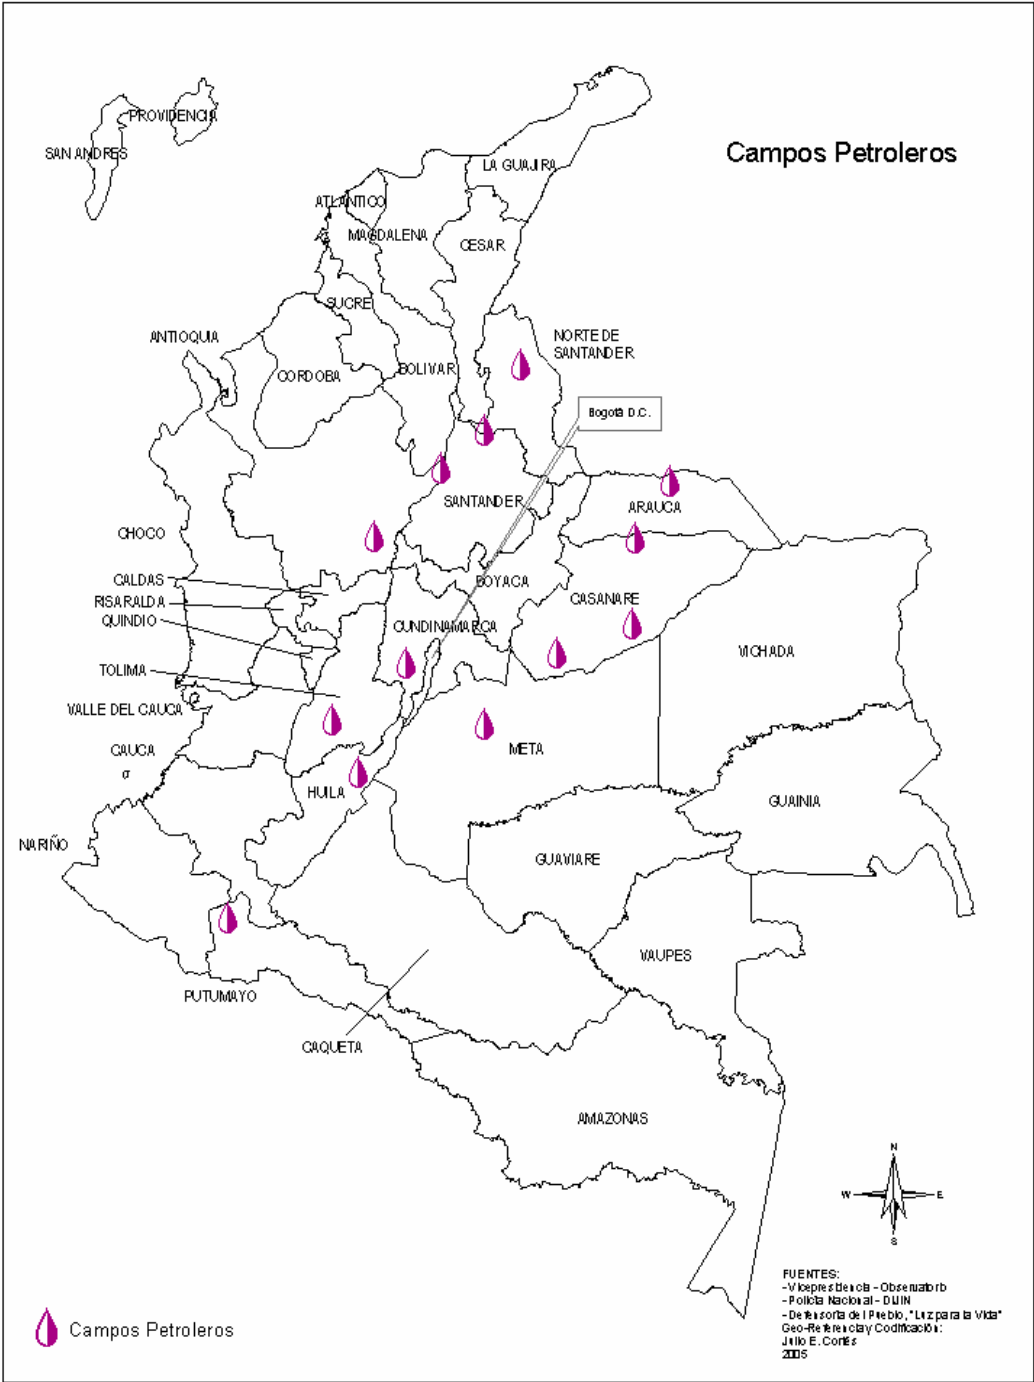 Campos Petroleros
PROVIDENCIA
SAN ANDRES
LA GUAJIRA
ATLANTICO
MAGDALENA
CESAR
SUCRE
ANTIOQUIA
NORTE DE
SANTANDER
CORDOBA
BOLIVAR
Bogotá D.C.
SANTANDER
ARAUCA
CHOCO
CALDAS
BOYACA
RISARALDA
CASANARE
QUINDIO
CUNDINAMARCA
VICHADA
TOLIMA
VALLE DEL CAUCA
META
CAUCA
HUILA
GUAINIA
NARIÑO
GUAVIARE
VAUPES
PUTUMAYO
CAQUETA
AMAZONAS
N
W E
S
FUENTES:
-Vicepresidencia - Observatorio
-Policía Nacional - DIJIN
-Defensoría del Pueblo, "Luz para la Vida"
Geo-Referencia y Codificación:
Julio E. Cortés
2005
Campos Petroleros